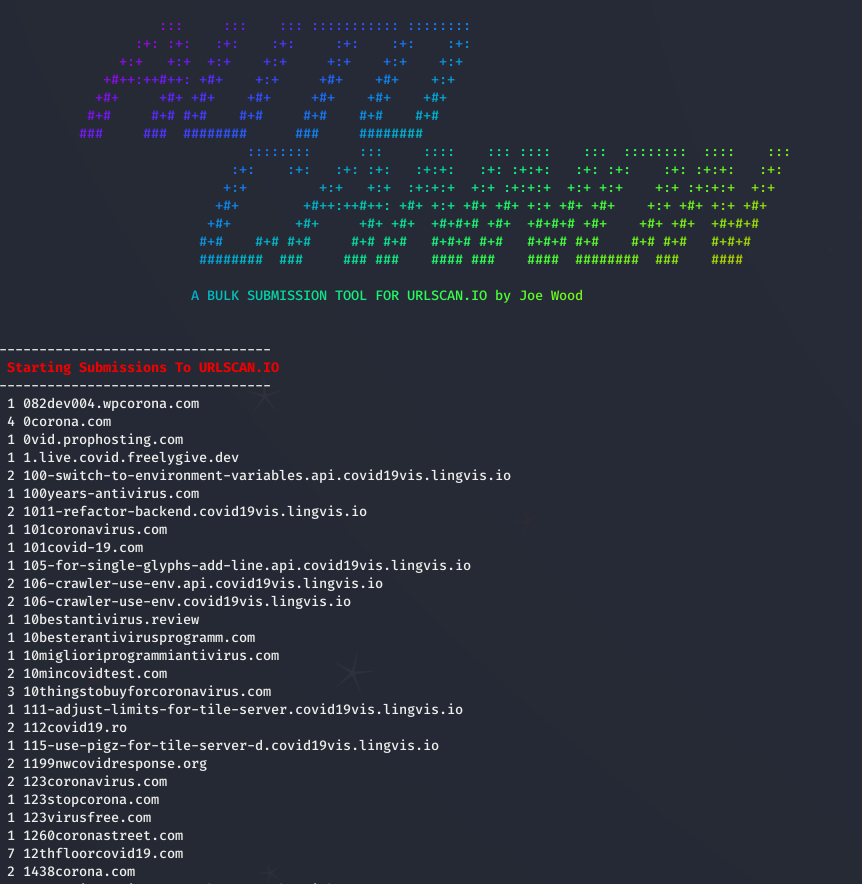 AUTO
SCANNING
A BULK SUBMISSION TOOL FOR URLSCAN.IO by Joe Wood
----------------------------------
Starting Submissions To URLSCAN.IO
----------------------------------
1 082dev004.wpcorona.com
4 0corona.com
1 0vid.prophosting.com
1 1.live.covid.freelygive.dev
2 100-switch-to-environment-variables.api.covid19vis.lingvis.io
1 100years-antivirus.com
2 1011-refactor-backend.covid19vis.lingvis.io
1 101coronavirus.com
1 101covid-19.com
1 105-for-single-glyphs-add-line.api.covid19vis.lingvis.io
2 106-crawler-use-env.api.covid19vis.lingvis.io
2 106-crawler-use-env.covid19vis.lingvis.io
1 10bestantivirus.review
1 10besterantivirusprogramm.com
1 10miglioriprogrammiantivirus.com
2 10mincovidtest.com
3 10thingstobuyforcoronavirus.com
1 111-adjust-limits-for-tile-server.covid19vis.lingvis.io
2 112covid19.ro
1 115-use-pigz-for-tile-server-d.covid19vis.lingvis.io
2 1199nwcovidresponse.org
2 123coronavirus.com
1 123stopcorona.com
1 123virusfree.com
1 1260coronastreet.com
7 12thfloorcovid19.com
2 1438corona.com